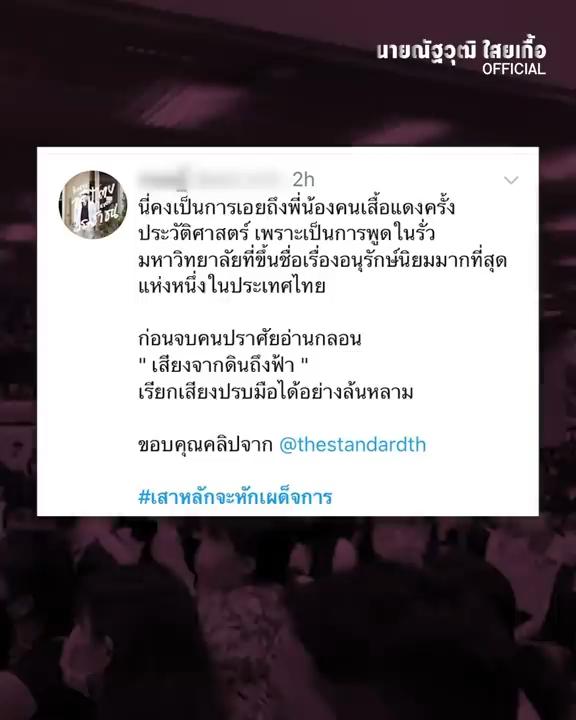 นายณัฐวุฒิ ใสยเกื้อ
OFFICIAL
2h
นี่คงเป็นการเอยถึงพี่น้องคนเสื้อแดงครั้ง
ประวัติศาสตร์ เพราะเป็นการพูดในรั่ว
มหาวิทยาลัยที่ขึ้นชื่อเรื่องอนุรักษ์นิยมมากที่สุด
แห่งหนึ่งในประเทศไทย
ก่อนจบคนปราศัยอ่านกลอน
" เสียงจากดินถึงฟ้า "
เรียกเสียงปรบมือได้อย่างล้นหลาม
ขอบคุณคลิปจาก @thestandardth
#เสาหลักจะหักเผด็จการ